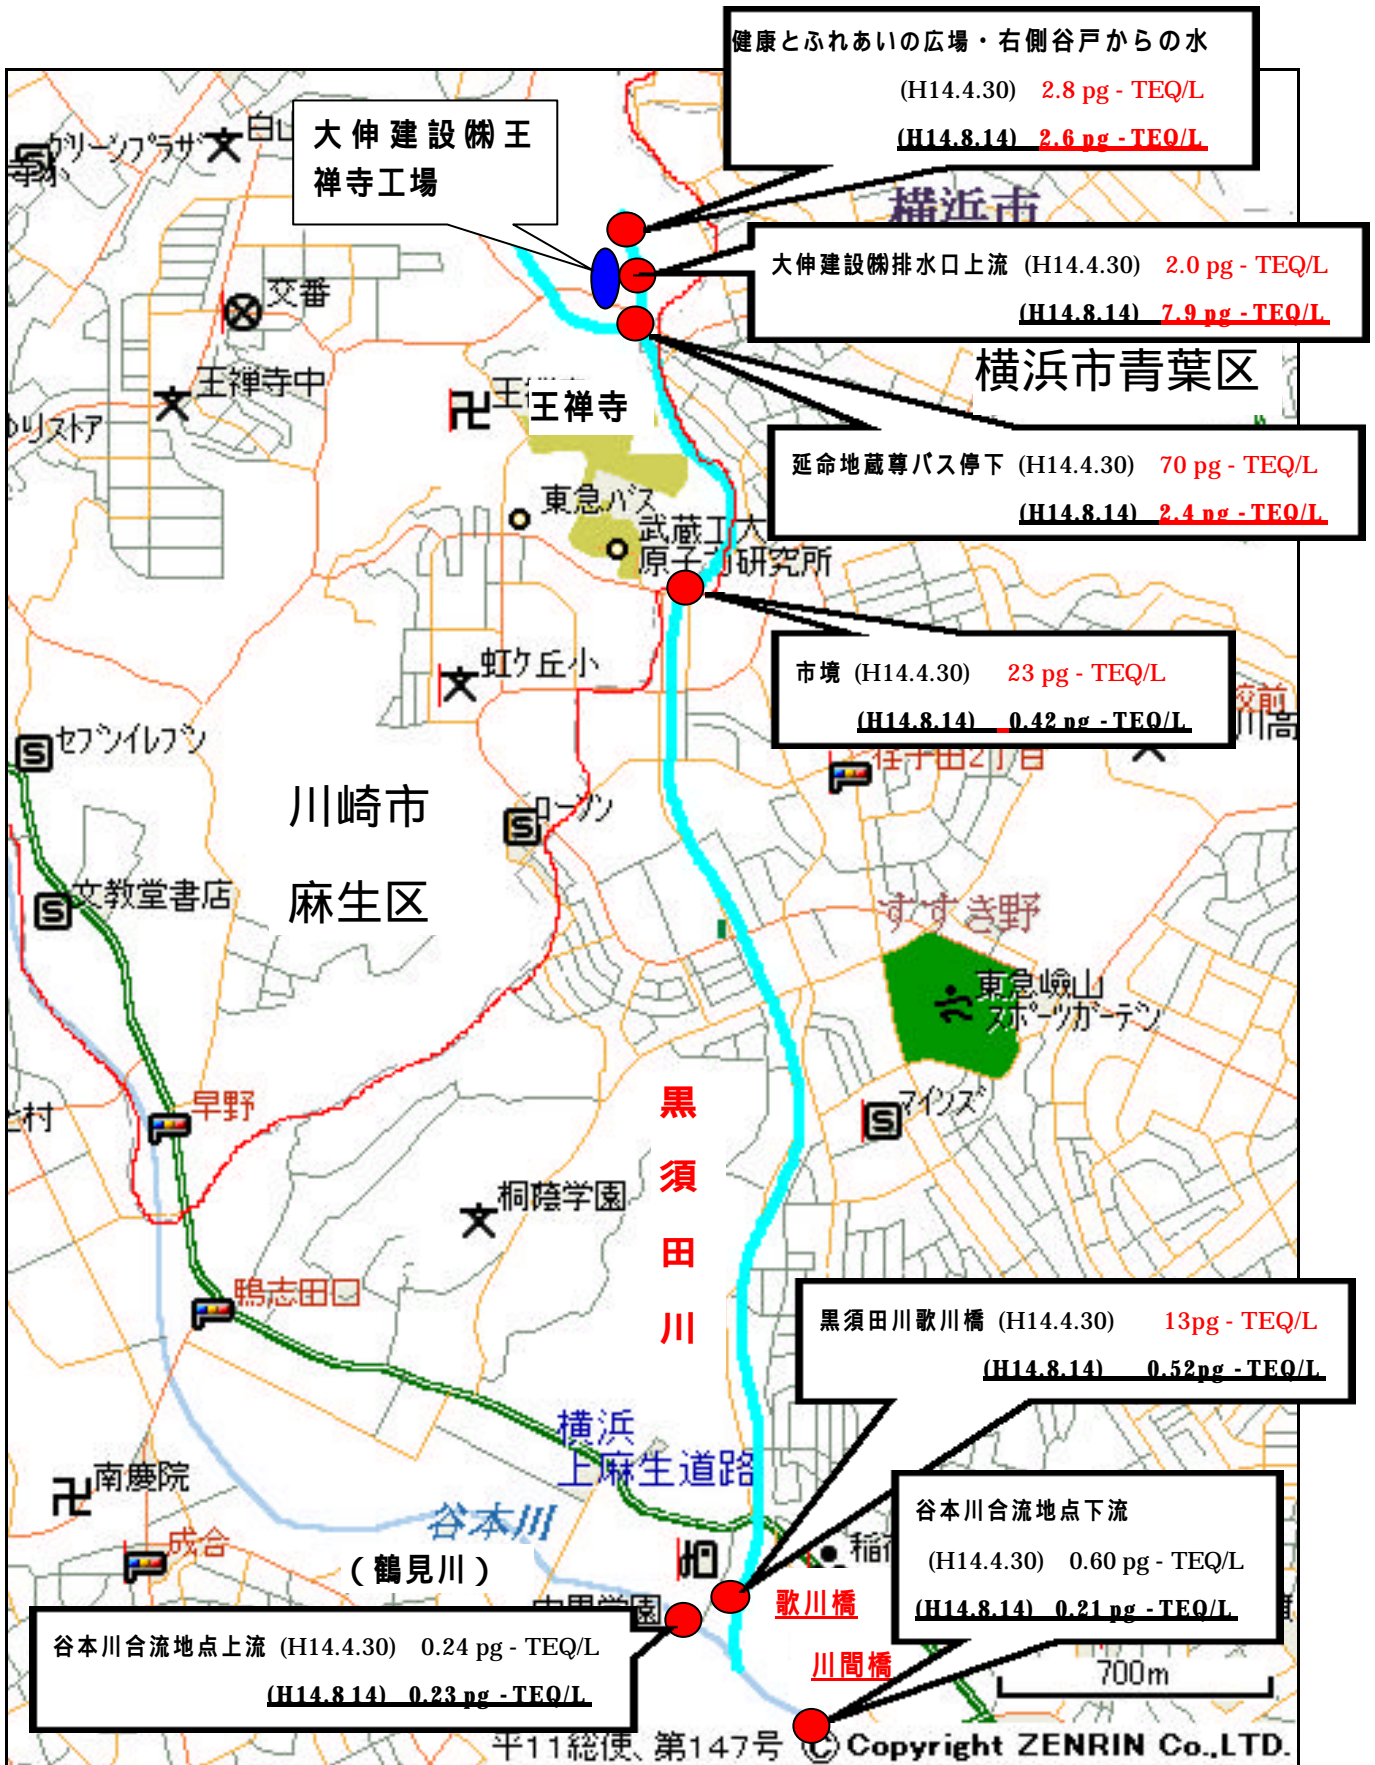 健康とふれあいの広場・右側谷戸からの水
(H14.4.30) 2.8 pg - TEQ/L
(H14.8.14) 2.6 pg - TEQ/L
大伸建設㈱王
禅寺工場
グリーンプラザ
横浜市
大伸建設㈱排水口上流 (H14.4.30) 2.0 pg - TEQ/L
(H14.8.14) 7.9 pg - TEQ/L
交番
横浜市青葉区
王禅寺中
王禅寺
延命地蔵尊バス停下 (H14.4.30) 70 pg - TEQ/L
(H14.8.14) 2.4 pg - TEQ/L
東急バス
武蔵工大
原子力研究所
市境 (H14.4.30) 23 pg - TEQ/L
(H14.8.14) 0.42 pg - TEQ/L
虹ケ丘小
セブンイレブン
川崎市
麻生区
ローソン
文教堂書店
すすき野
東急嶮山
スポーツガーデン
マインズ
早野
黒
須
田
川
桐蔭学園
鴨志田口
黒須田川歌川橋 (H14.4.30) 13pg - TEQ/L
(H14.8.14) 0.52pg - TEQ/L
横浜
上麻生道路
南慶院
谷本川
(鶴見川)
成合
谷本川合流地点下流
(H14.4.30) 0.60 pg - TEQ/L
(H14.8.14) 0.21 pg - TEQ/L
歌川橋
川間橋
谷本川合流地点上流 (H14.4.30) 0.24 pg - TEQ/L
(H14.8.14) 0.23 pg - TEQ/L
700m
平11総使、第147号 ⓒ Copyright ZENRIN Co.,LTD.